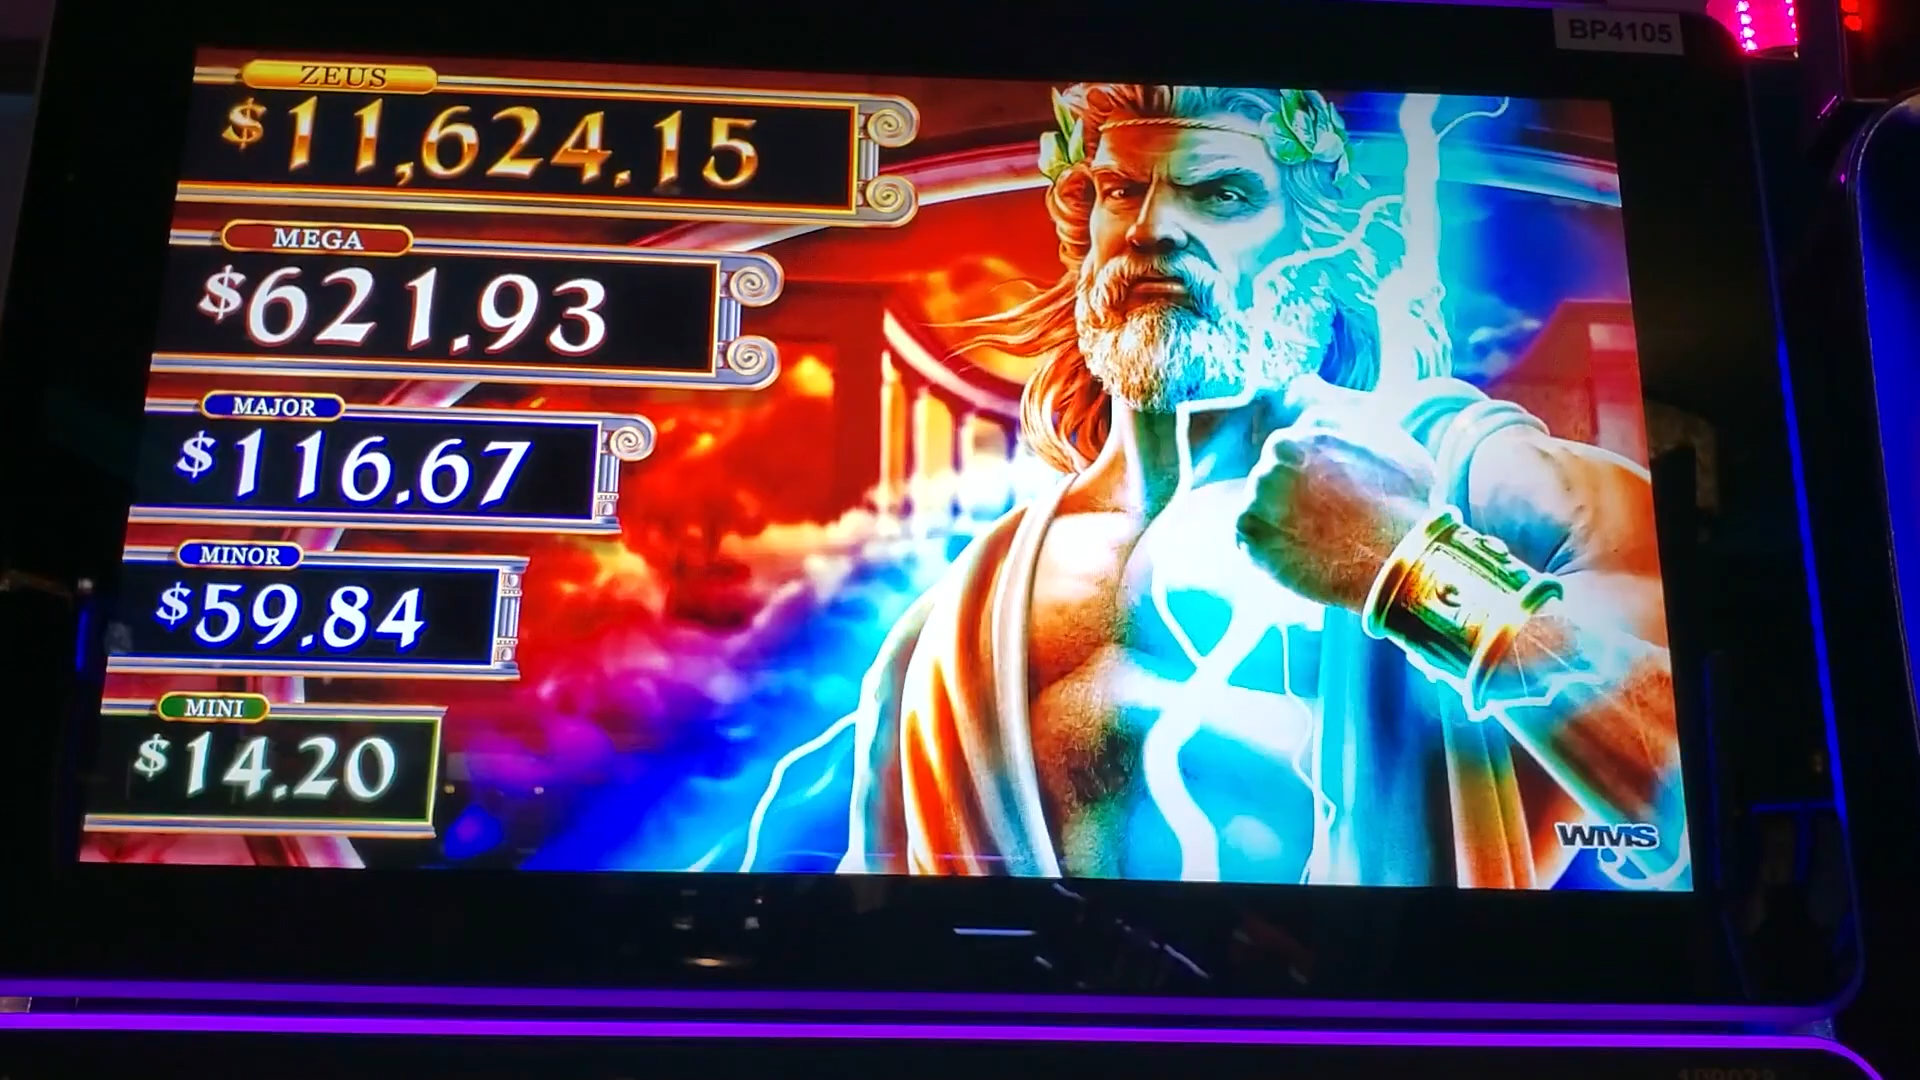 BP4105
ZEUS
$11,624.15
MEGA
$621.93
MAJOR
$116.67
MINOR
$59.84
MINI
$14.20
WMS